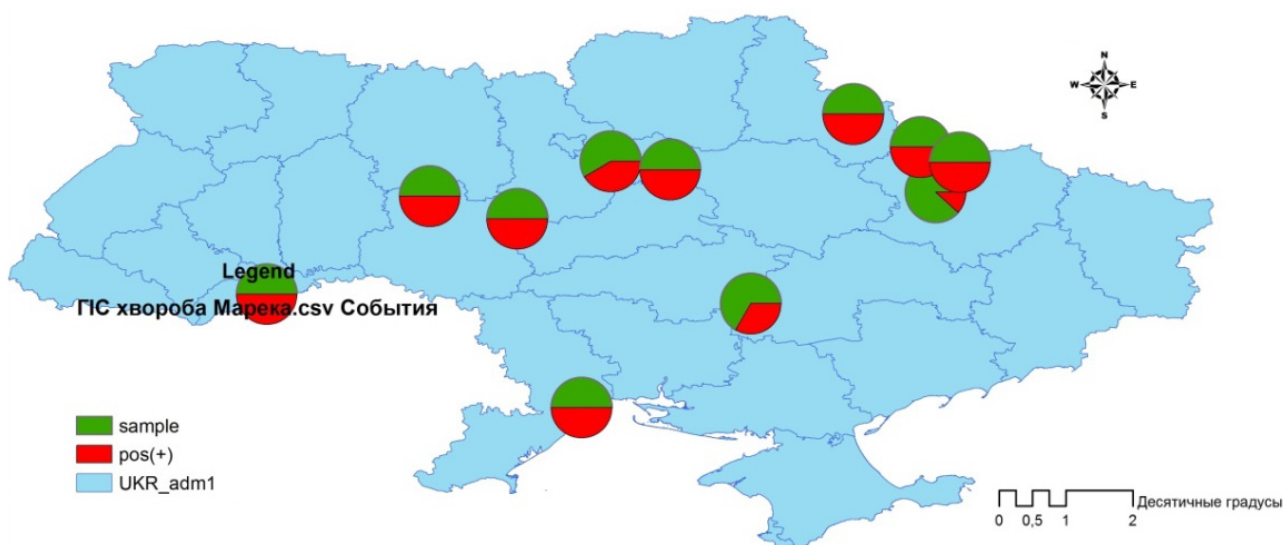 N
W E
S
Legend
ГІС хвороба Марека.csv События
sample
pos(+)
UKR_adm1
Десятичные градусы
0 0,5 1 2